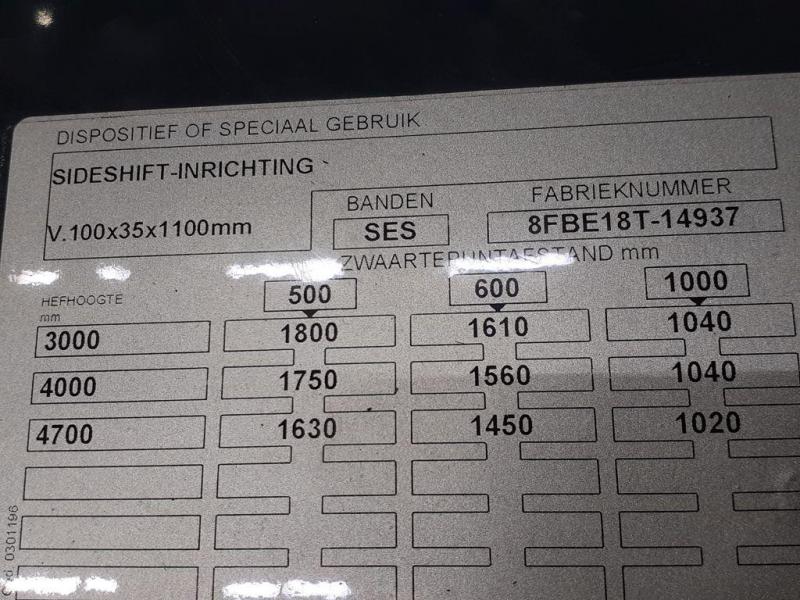 DISPOSITIEF OF SPECIAAL GEBRUIK
SIDESHIFT-INRICHTING
V.100x35x1100mm
BANDEN
SES
FABRIEKNUMMER
8FBE18T-14937
ZWAARTEPUNTAFSTAND mm
HEFHOOGTE
mm
500 600 1000
3000 1800 1610 1040
4000 1750 1560 1040
4700 1630 1450 1020
0301196